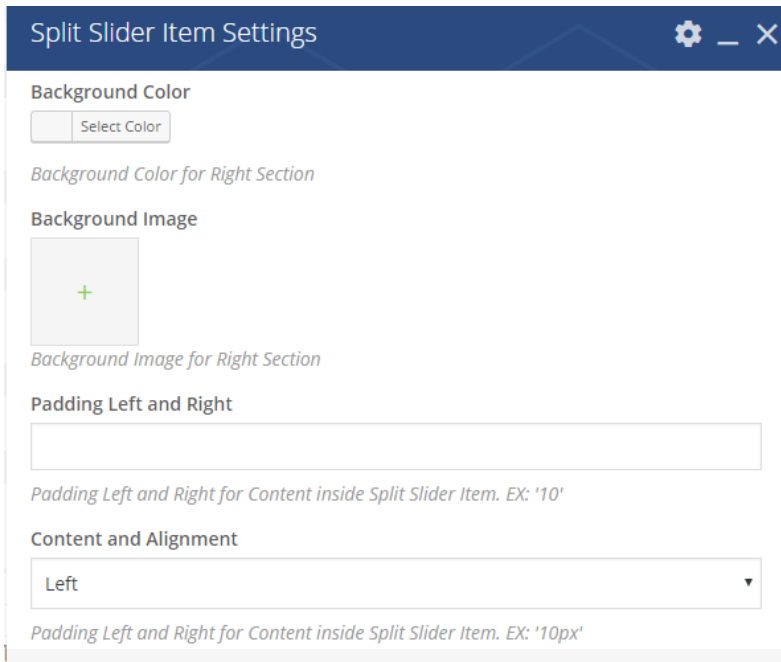 Split Slider Item Settings
Background Color
Select Color
Background Color for Right Section
Background Image
+
Background Image for Right Section
Padding Left and Right
Padding Left and Right for Content inside Split Slider Item. EX: '10'
Content and Alignment
Left
Padding Left and Right for Content inside Split Slider Item. EX: '10px'